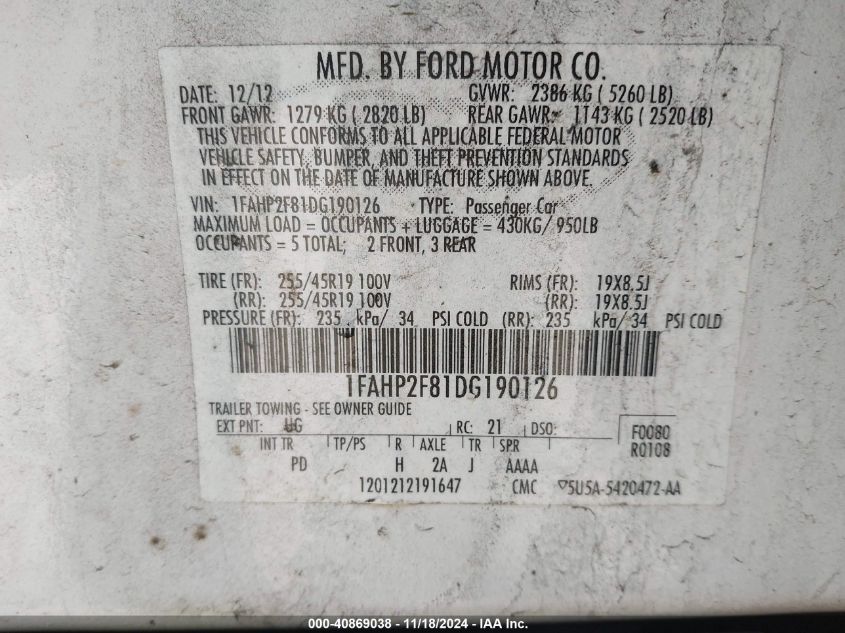 MFD. BY FORD MOTOR CO.
DATE: 12/12 GVWR: 2386 KG ( 5260 LB)
FRONT GAWR: 1279 KG ( 2820 LB) REAR GAWR: 1143 KG ( 2520 LB)
THIS VEHICLE CONFORMS TO ALL APPLICABLE FEDERAL MOTOR
VEHICLE SAFETY, BUMPER, AND THEFT PREVENTION STANDARDS
IN EFFECT ON THE DATE OF MANUFACTURE SHOWN ABOVE.
VIN: 1FAHP2F81DG190126 TYPE: Passenger Car
MAXIMUM LOAD = OCCUPANTS + LUGGAGE = 430KG/ 950LB
OCCUPANTS = 5 TOTAL; 2 FRONT, 3 REAR
TIRE (FR): 255/45R19 100V RIMS (FR): 19X8.5J
(RR): 255/45R19 100V (RR): 19X8.5J
PRESSURE (FR): 235 kPa/ 34 PSI COLD (RR): 235 kPa/ 34 PSI COLD
1FAHP2F81DG190126
TRAILER TOWING - SEE OWNER GUIDE
EXT PNT: UG RC: 21 DSO: F0080
INT TR TP/PS R AXLE TR SPR R0108
PD H 2A J AAAA
1201212191647 CMC ▽5U5A-5420472-AA
000-40869038 - 11/18/2024 - IAA Inc.